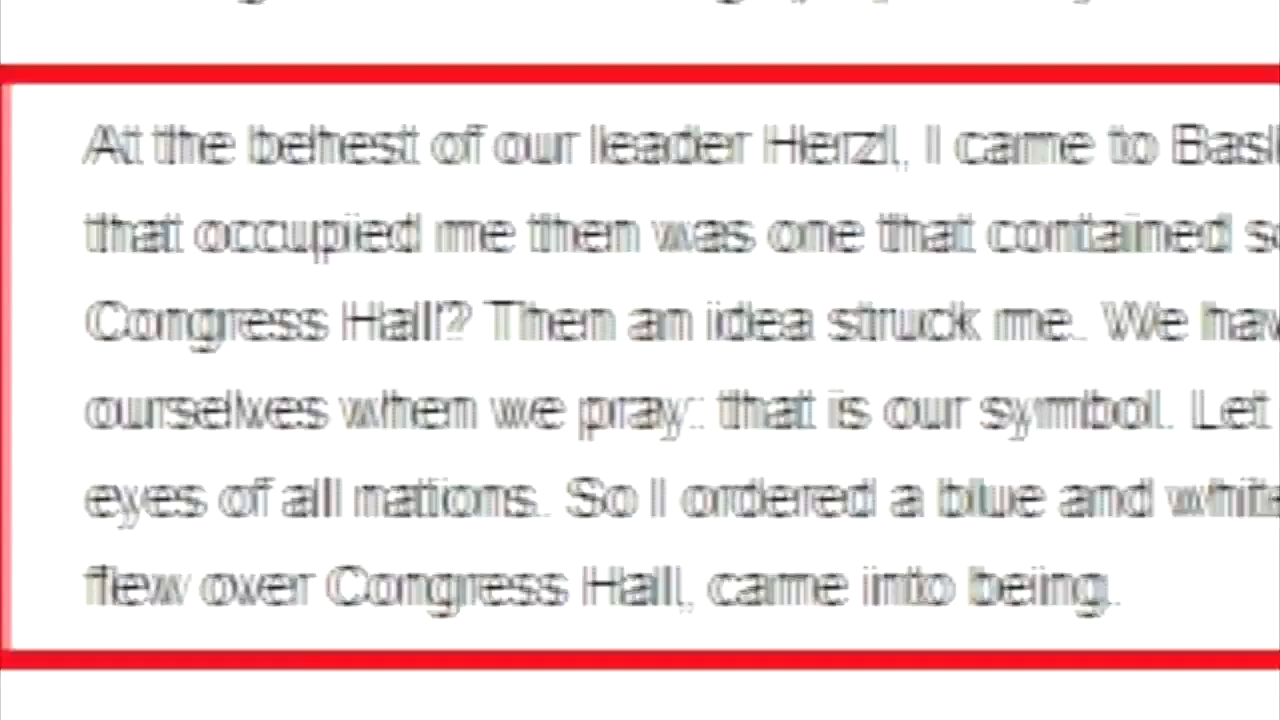 At the behest of our leader Herzl, I came to
that occupied me then was one that contained
Congress Hall? Then an idea struck me. We
ourselves when we pray: that is our symbol. Let
eyes of all nations. So I ordered a blue and
flew over Congress Hall, came into being.